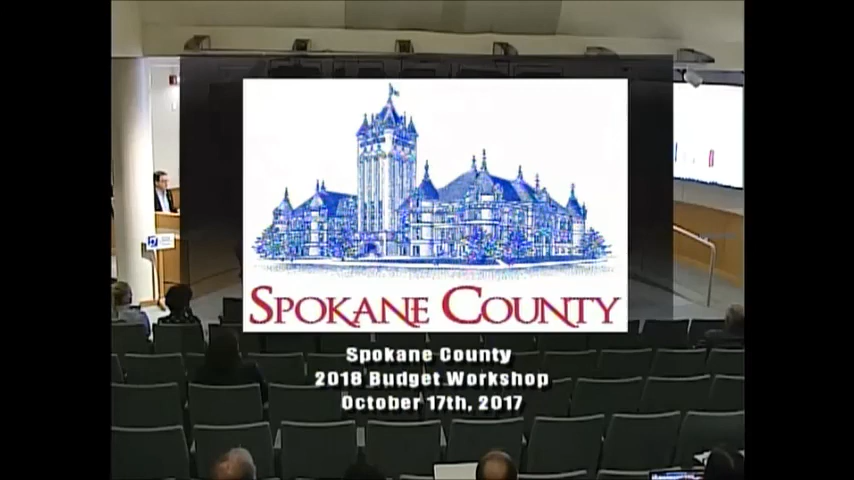 SPOKANE COUNTY
Spokane County
2018 Budget Workshop
October 17th, 2017